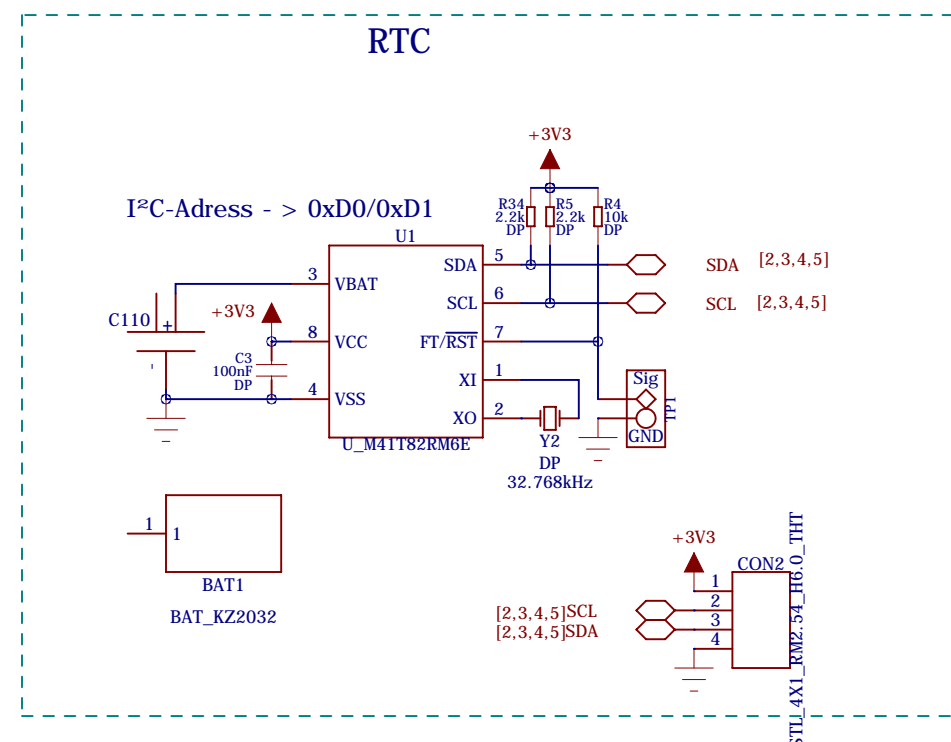 RTC
+3V3
I²C-Adress - > 0xD0/0xD1
R34
2.2k
DP
R5
2.2k
DP
R4
10k
DP
U1
3
VBAT
SDA
5
SDA
[2,3,4,5]
C110
+
-
+3V3
8
VCC
SCL
6
SCL
[2,3,4,5]
C3
100nF
DP
FT/RST
7
4
VSS
XI
1
XO
2
U_M41T82RM6E
Y2
DP
32.768kHz
Sig
GND
TP1
1
1
BAT1
BAT_KZ2032
+3V3
CON2
1
2
3
4
[2,3,4,5]SCL
[2,3,4,5]SDA
STL_4X1_RM2.54_H6.0_THT